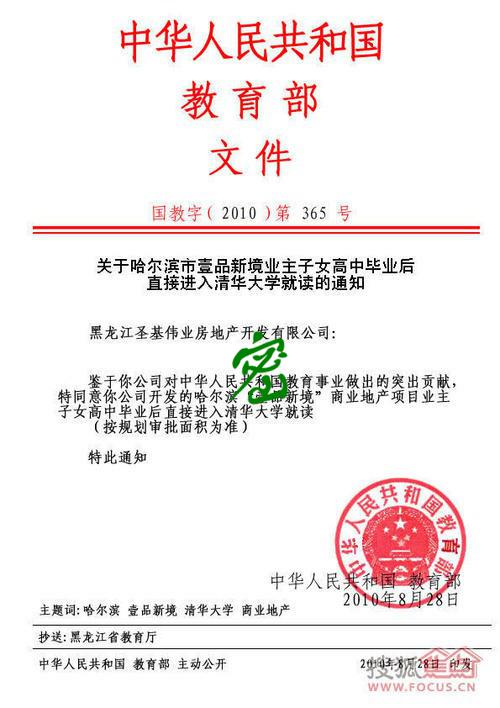 中华人民共和国
教育部
文件
国教字(2010)第 365 号
关于哈尔滨市壹品新境业主子女高中毕业后
直接进入清华大学就读的通知
黑龙江圣基伟业房地产开发有限公司:
密
鉴于你公司对中华人民共和国教育事业做出的突出贡献,
特同意你公司开发的哈尔滨“壹品新境”商业地产项目业主
子女高中毕业后直接进入清华大学就读
(按规划审批面积为准)
特此通知
中华人民共和国教育部
中华人民共和国 教育部
2010年8月28日
主题词:哈尔滨 壹品新境 清华大学 商业地产
抄送:黑龙江省教育厅
中华人民共和国 教育部 主动公开
2010年8月28日 印发
搜狐焦点
WWW.FOCUS.CN